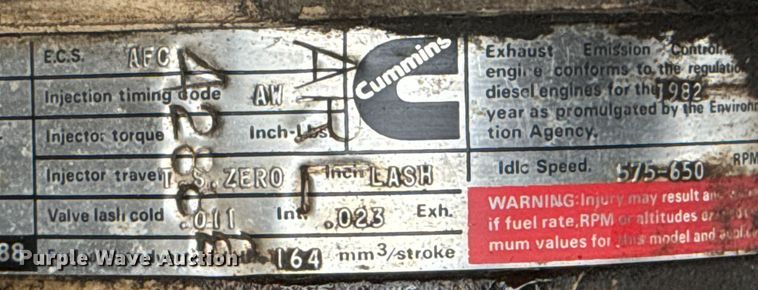 E.C.S. AFC
Injection timing code AW
Injector torque Inch-Lbs
Injector travel T.S. ZERO Inch LASH
Valve lash cold .011 Int. .023 Exh.
88 164 mm3/stroke
Cummins
Exhaust Emission Control.
engine conforms to the regulatio
diesel engines for the 1982
year as promulgated by the Environ
tion Agency.
Idle Speed. 575-650 RPM
WARNING: Injury may result an
if fuel rate, RPM or altitudes
mum values for this model and
Purple Wave Auction